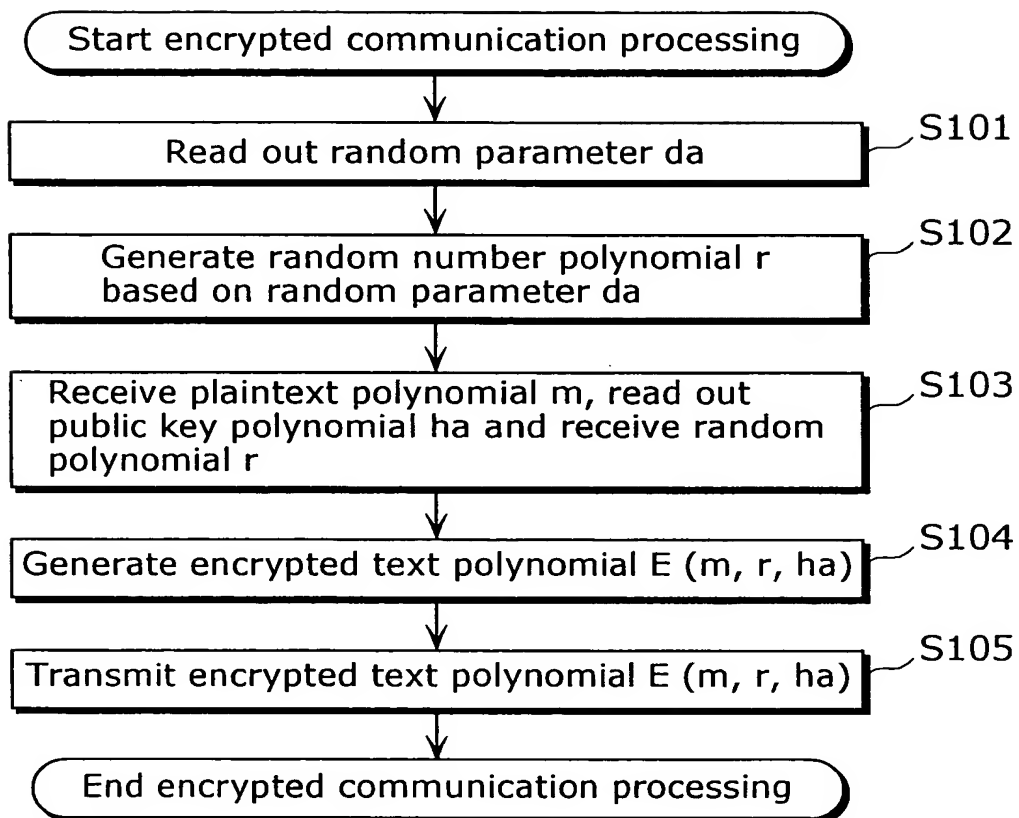 Start encrypted communication processing
S101
Read out random parameter da
S102
Generate random number polynomial r
based on random parameter da
S103
Receive plaintext polynomial m, read out
public key polynomial ha and receive random
polynomial r
S104
Generate encrypted text polynomial E (m, r, ha)
S105
Transmit encrypted text polynomial E (m, r, ha)
End encrypted communication processing